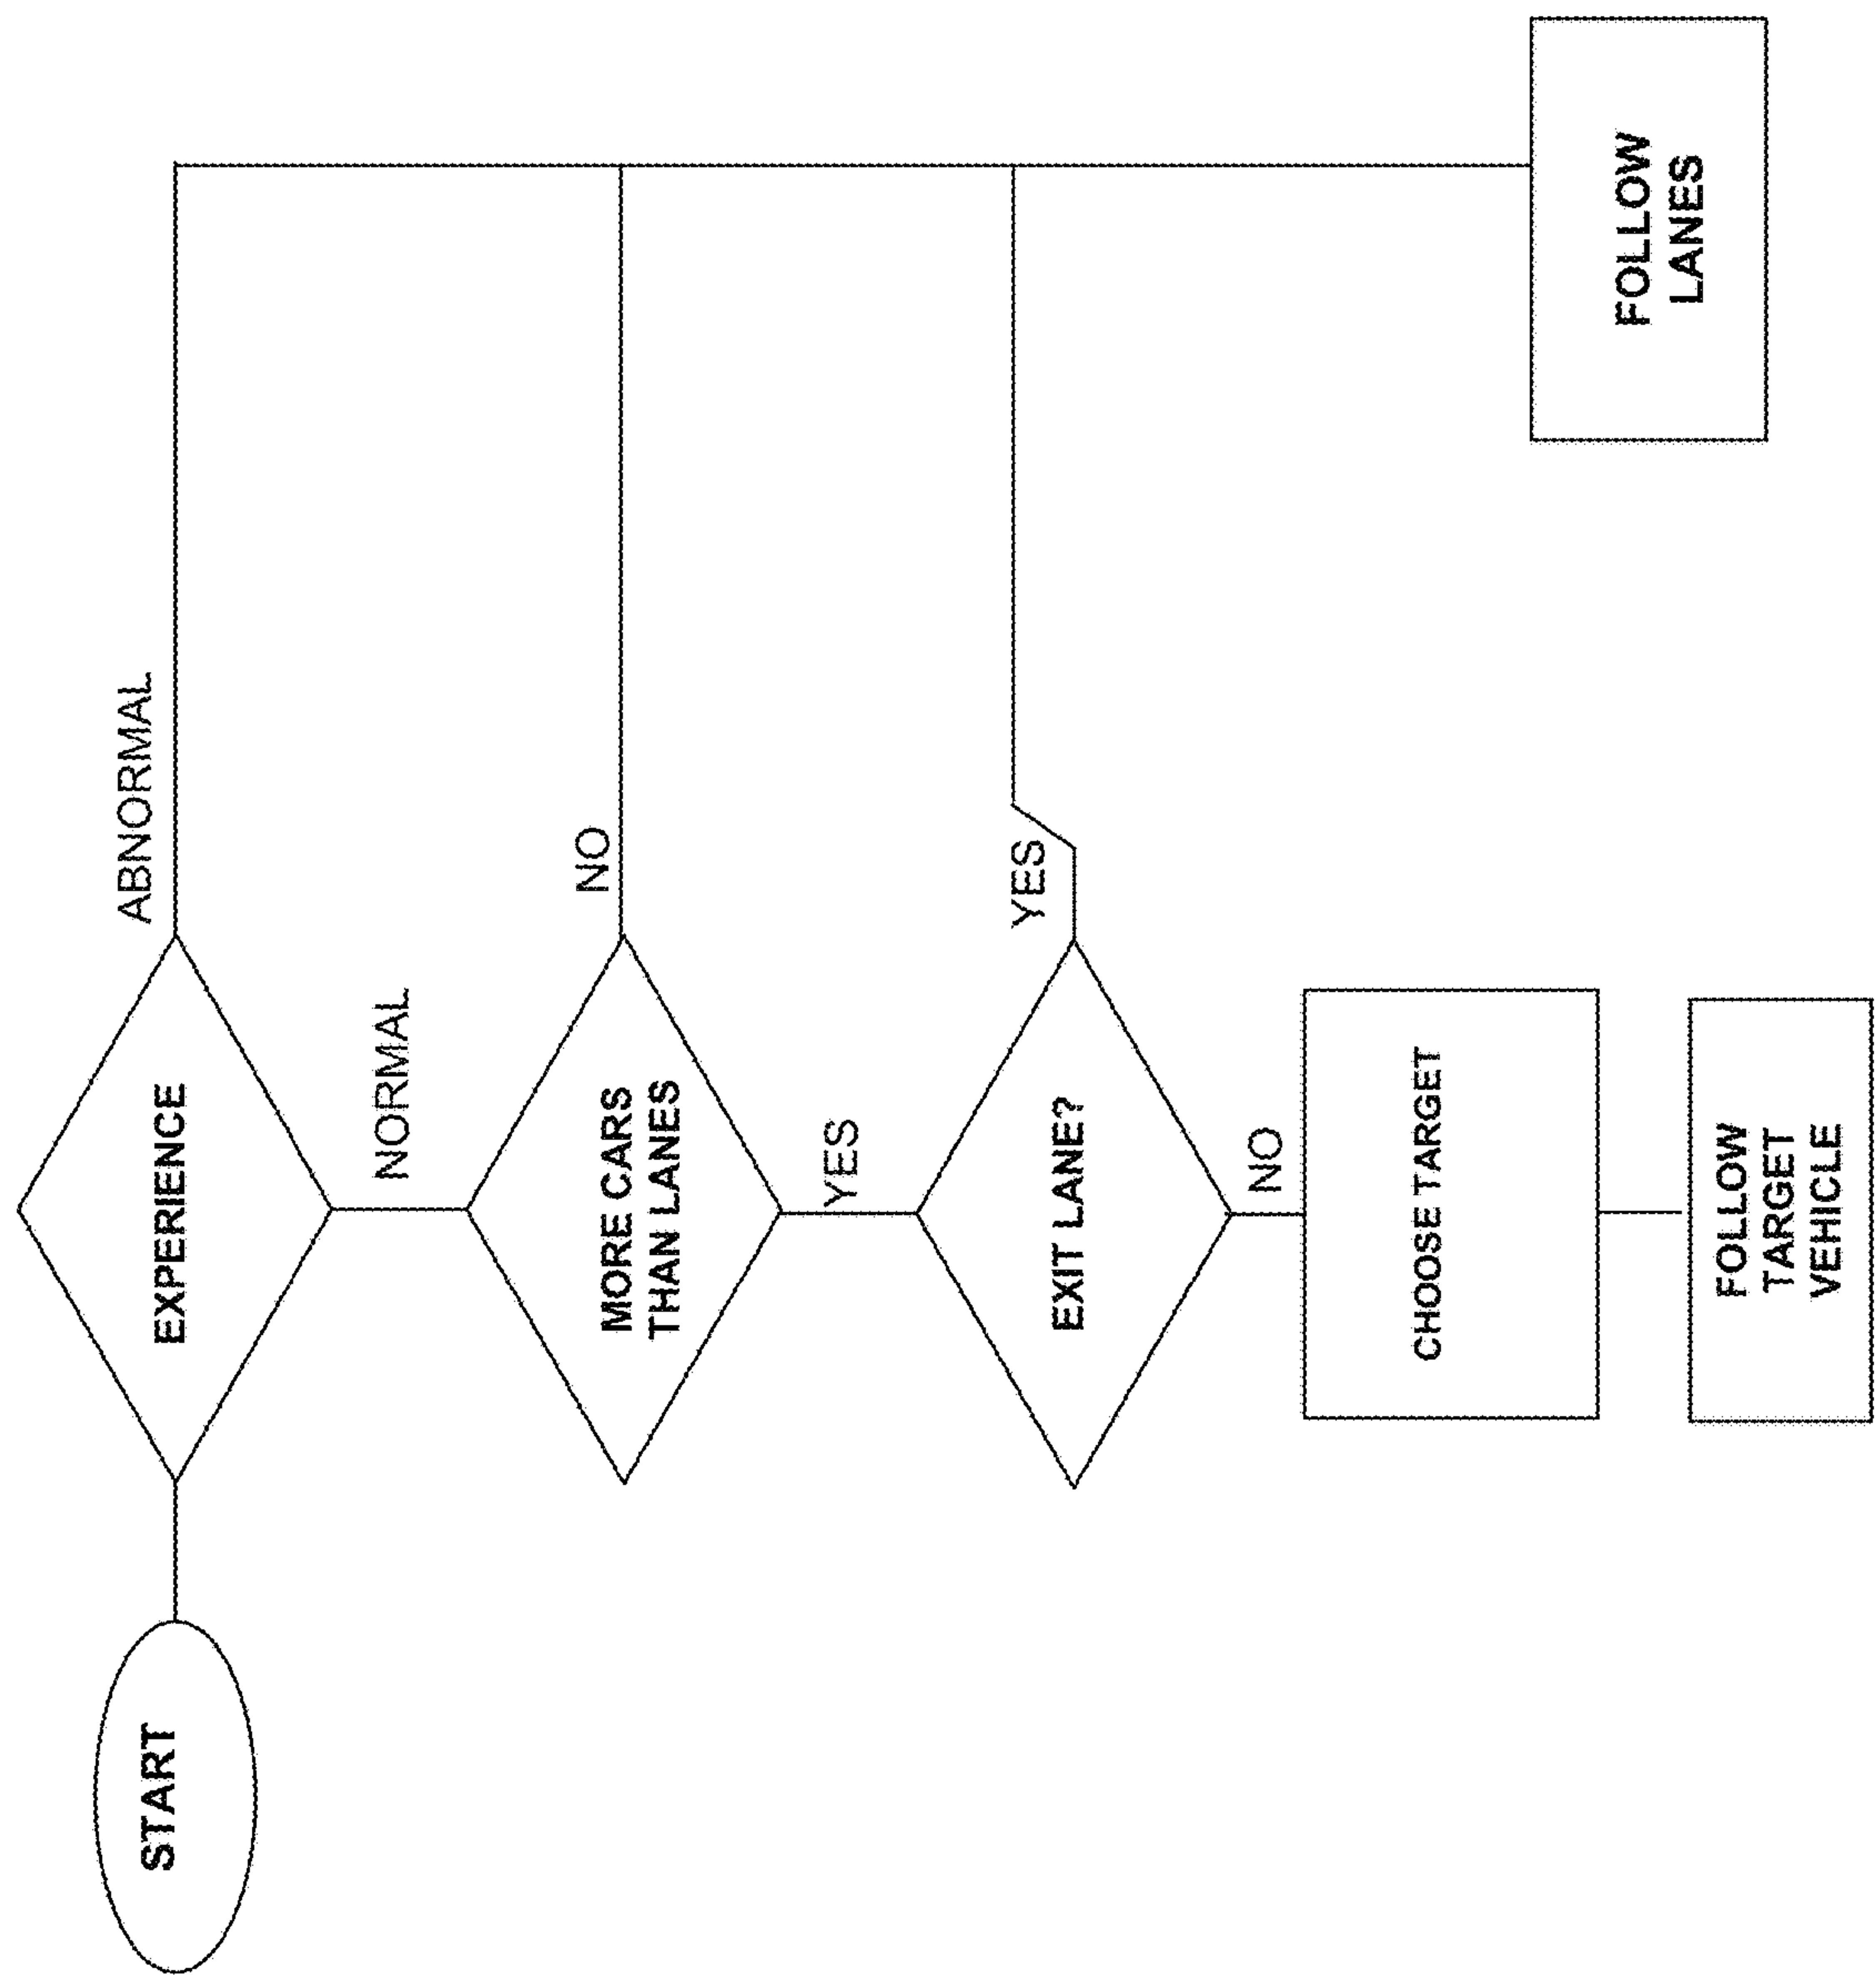 START
EXPERIENCE
ABNORMAL
NORMAL
MORE CARS
THAN LANES
NO
YES
EXIT LANE?
YES
NO
CHOOSE TARGET
FOLLOW
TARGET
VEHICLE
FOLLOW
LANES